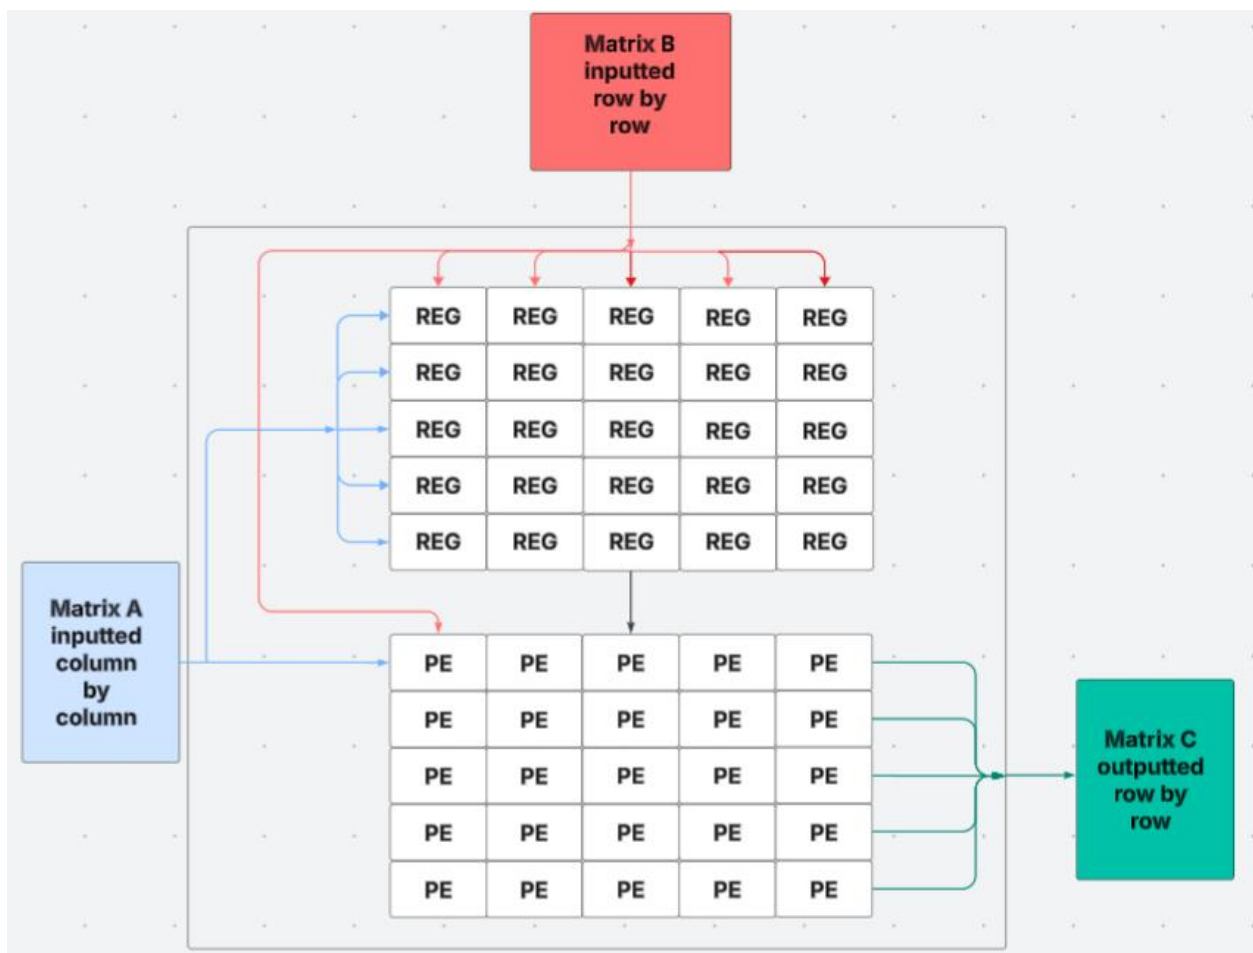 Matrix B
inputted
row by
row
REG REG REG REG REG
REG REG REG REG REG
REG REG REG REG REG
REG REG REG REG REG
REG REG REG REG REG
Matrix A
inputted
column
by
column
PE PE PE PE PE
PE PE PE PE PE
PE PE PE PE PE
PE PE PE PE PE
PE PE PE PE PE
Matrix C
outputted
row by
row